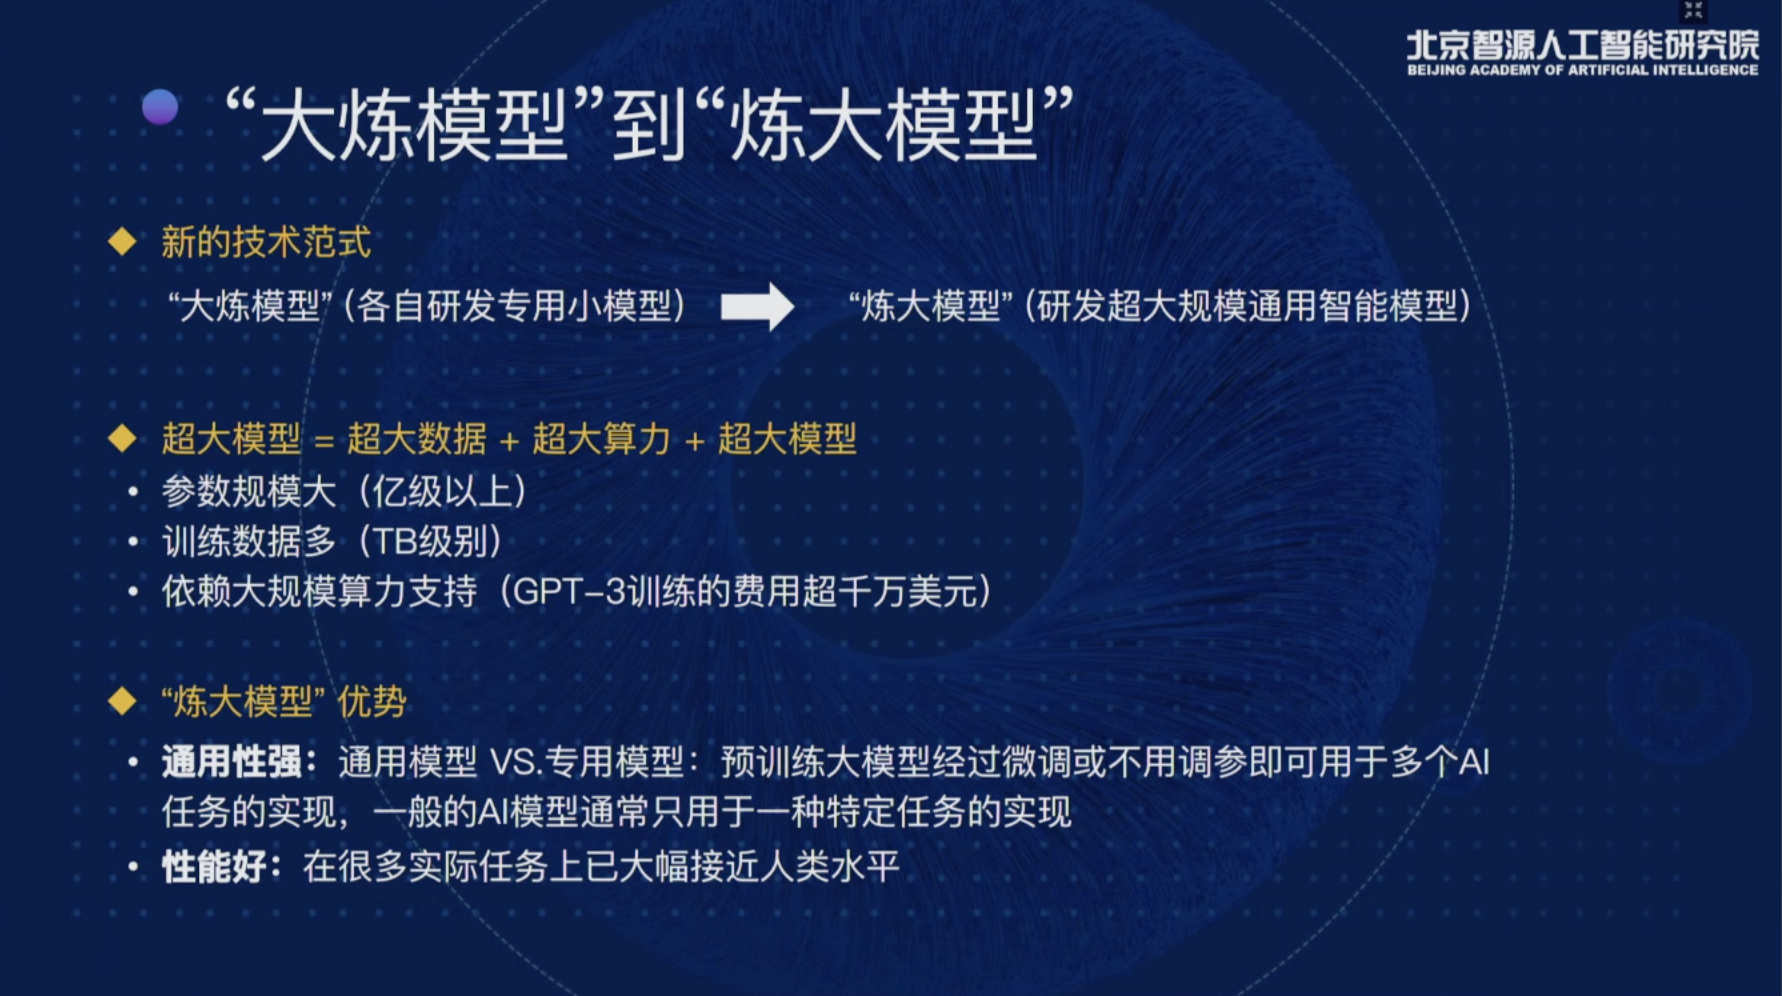 北京智源人工智能研究院
BEIJING ACADEMY OF ARTIFICIAL INTELLIGENCE
“大炼模型”到“炼大模型”
新的技术范式
“大炼模型”（各自研发专用小模型） “炼大模型”（研发超大规模通用智能模型）
超大模型 = 超大数据 + 超大算力 + 超大模型
• 参数规模大（亿级以上）
• 训练数据多（TB级别）
• 依赖大规模算力支持（GPT-3训练的费用超千万美元）
“炼大模型” 优势
• 通用性强：通用模型 VS.专用模型：预训练大模型经过微调或不用调参即可用于多个AI
任务的实现，一般的AI模型通常只用于一种特定任务的实现
• 性能好：在很多实际任务上已大幅接近人类水平